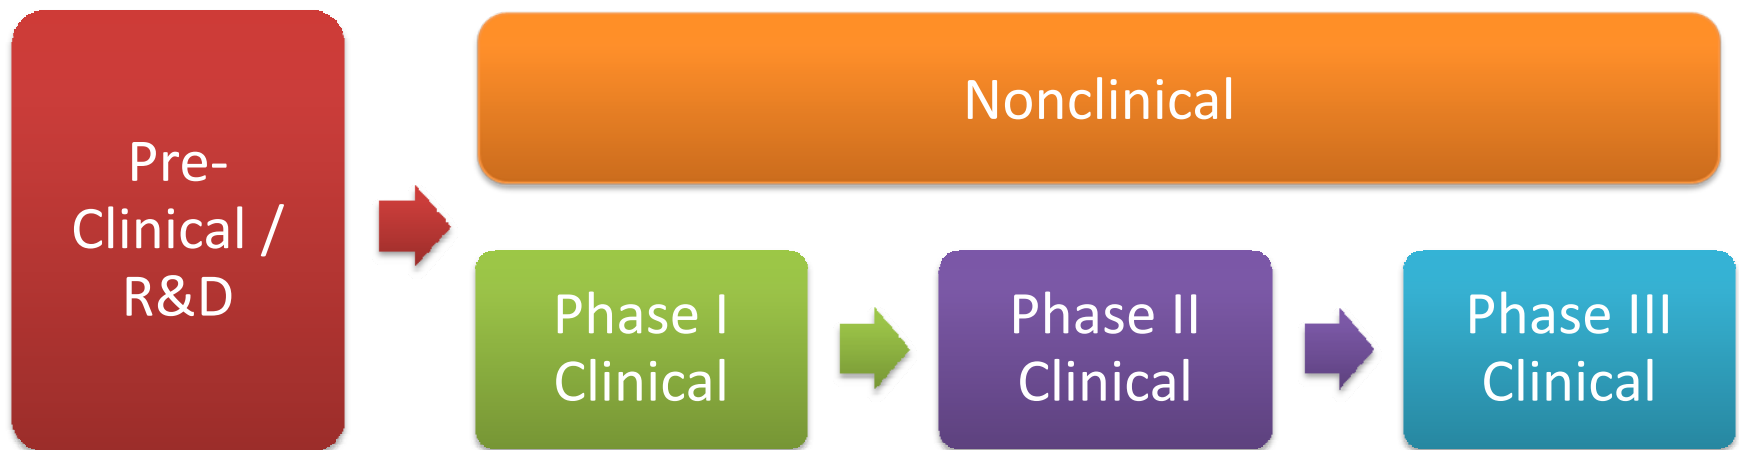 Pre-
Clinical /
R&D
Nonclinical
Phase I
Clinical
Phase II
Clinical
Phase III
Clinical